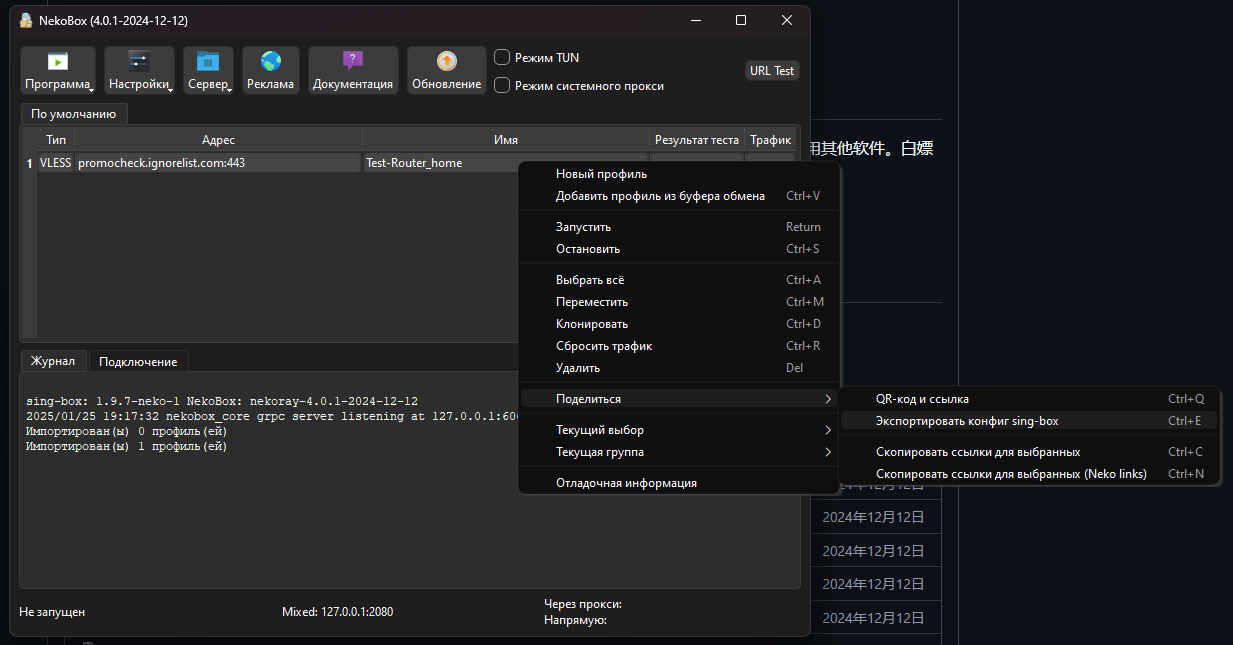 NekoBox (4.0.1-2024-12-12)
Программа
Настройки
Сервер
Реклама
Документация
Обновление
Режим TUN
Режим системного прокси
URL Test
По умолчанию
Тип Адрес Имя Результат теста Трафик
1 VLESS promocheck.ignorelist.com:443 Test-Router_home
用其他软件。白嫖
Новый профиль
Добавить профиль из буфера обмена Ctrl+V
Запустить Return
Остановить Ctrl+S
Выбрать всё Ctrl+A
Переместить Ctrl+M
Клонировать Ctrl+D
Сбросить трафик Ctrl+R
Удалить Del
Поделиться
Текущий выбор
Текущая группа
Отладочная информация
QR-код и ссылка Ctrl+Q
Экспортировать конфиг sing-box Ctrl+E
Скопировать ссылки для выбранных Ctrl+C
Скопировать ссылки для выбранных (Neko links) Ctrl+N
Журнал Подключение
sing-box: 1.9.7-neko-1 NekoBox: nekoray-4.0.1-2024-12-12
2025/01/25 19:17:32 nekobox_core grpc server listening at 127.0.0.1:
Импортирован(ы) 0 профиль(ей)
Импортирован(ы) 1 профиль(ей)
2024年12月12日
2024年12月12日
2024年12月12日
2024年12月12日
2024年12月12日
Не запущен
Mixed: 127.0.0.1:2080
Через прокси:
Напрямую: